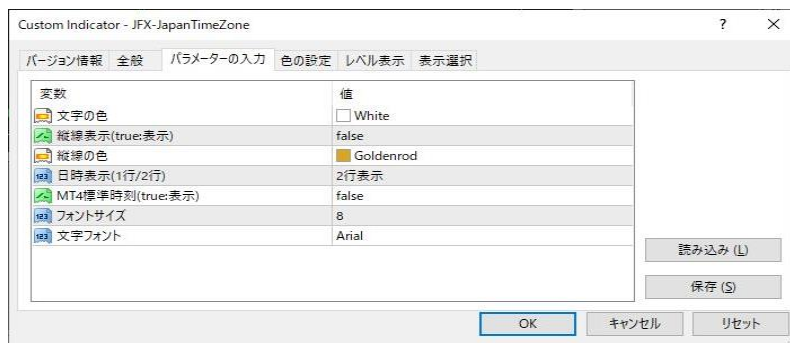 Custom Indicator - JFX-JapanTimeZone
バージョン情報 全般 パラメーターの入力 色の設定 レベル表示 表示選択
変数 値
文字の色 White
縦線表示(true:表示) false
縦線の色 Goldenrod
123 日時表示(1行/2行) 2行表示
MT4標準時刻(true:表示) false
123 フォントサイズ 8
123 文字フォント Arial
読み込み (L)
保存 (S)
OK キャンセル リセット